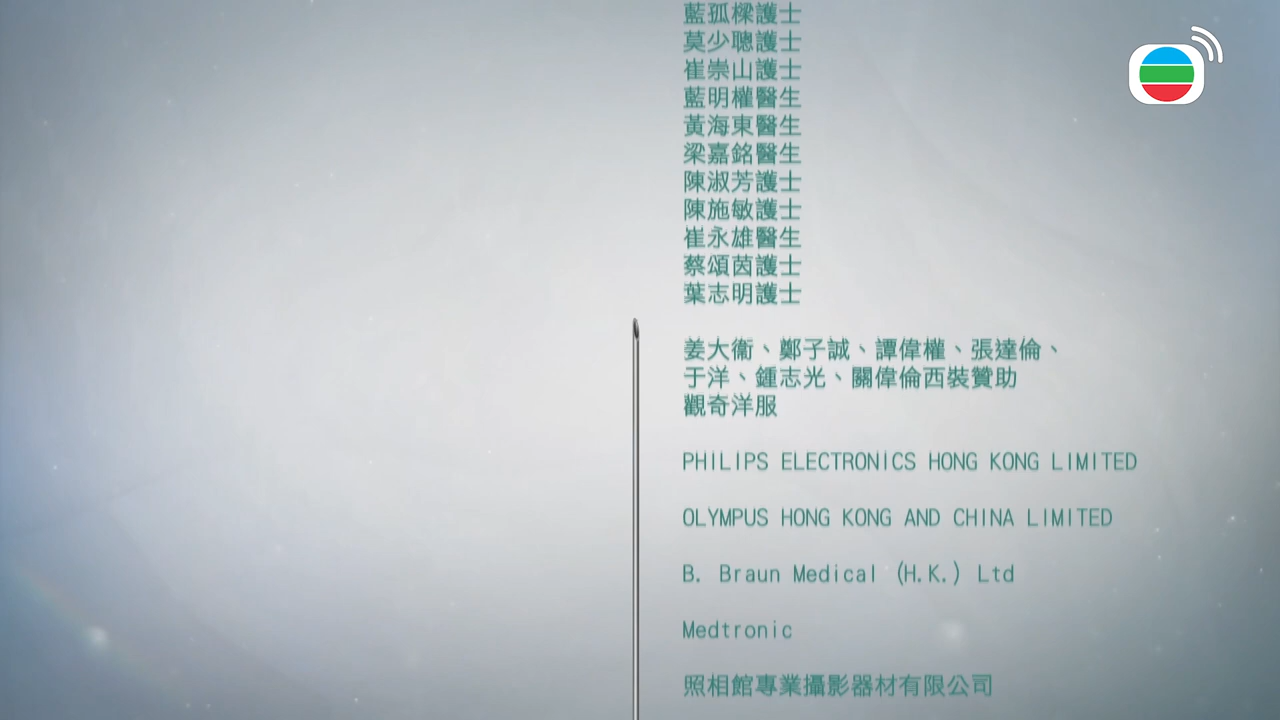 藍孤樑護士
莫少聰護士
崔崇山護士
藍明權醫生
黃海東醫生
梁嘉銘醫生
陳淑芳護士
陳施敏護士
崔永雄醫生
蔡頌茵護士
葉志明護士
姜大衞、鄭子誠、譚偉權、張達倫、
于洋、鍾志光、關偉倫西裝贊助
觀奇洋服
PHILIPS ELECTRONICS HONG KONG LIMITED
OLYMPUS HONG KONG AND CHINA LIMITED
B. Braun Medical (H.K.) Ltd
Medtronic
照相館專業攝影器材有限公司